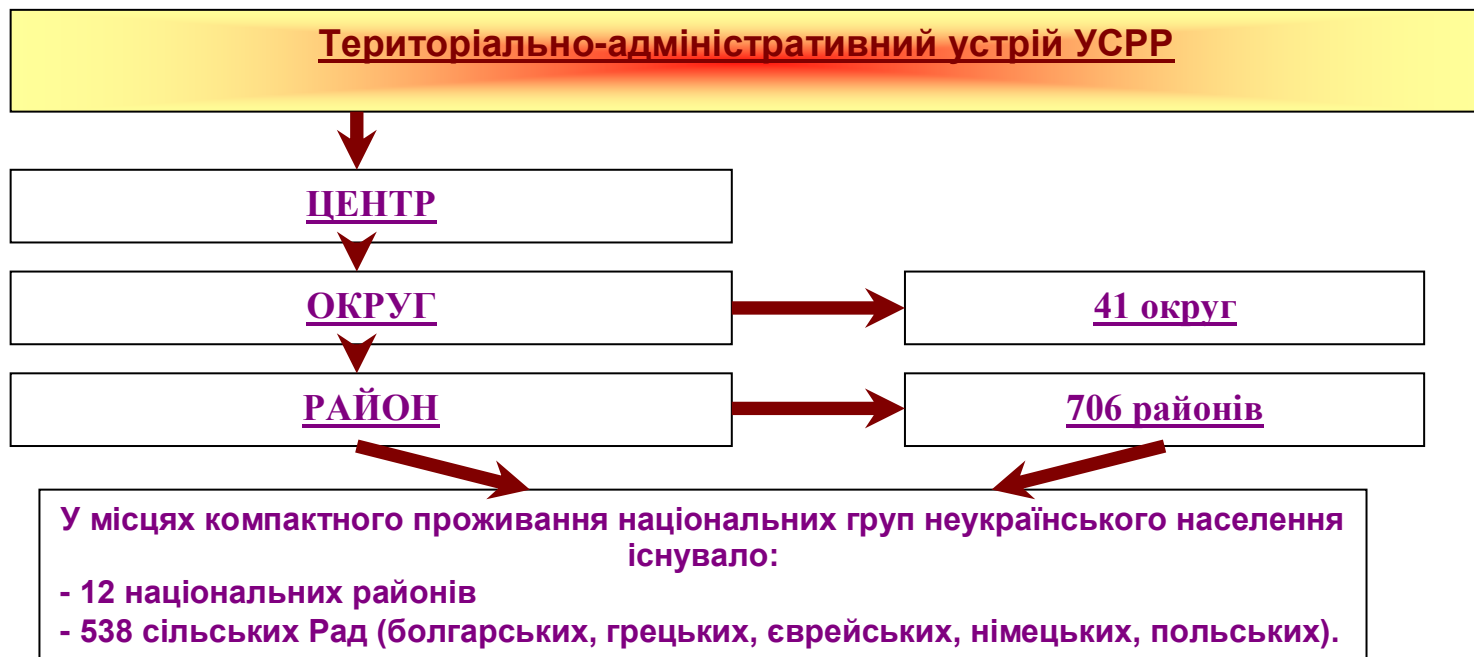 Територіально-адміністративний устрій УСРР
ЦЕНТР
ОКРУГ
41 округ
РАЙОН
706 районів
У місцях компактного проживання національних груп неукраїнського населення
існувало:
- 12 національних районів
- 538 сільських Рад (болгарських, грецьких, єврейських, німецьких, польських).